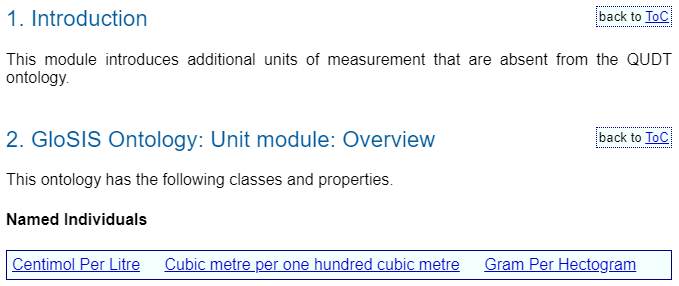 1. Introduction
back to ToC
This module introduces additional units of measurement that are absent from the QUDT
ontology.
2. GloSIS Ontology: Unit module: Overview
back to ToC
This ontology has the following classes and properties.
Named Individuals
Centimol Per Litre Cubic metre per one hundred cubic metre Gram Per Hectogram